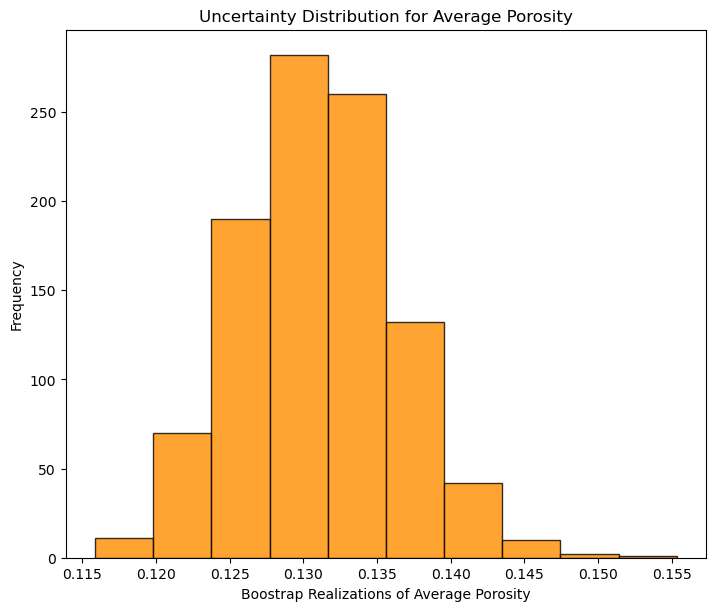 Uncertainty Distribution for Average Porosity
250
200
150
100
50
0
Frequency
0.115 0.120 0.125 0.130 0.135 0.140 0.145 0.150 0.155
Boostrap Realizations of Average Porosity